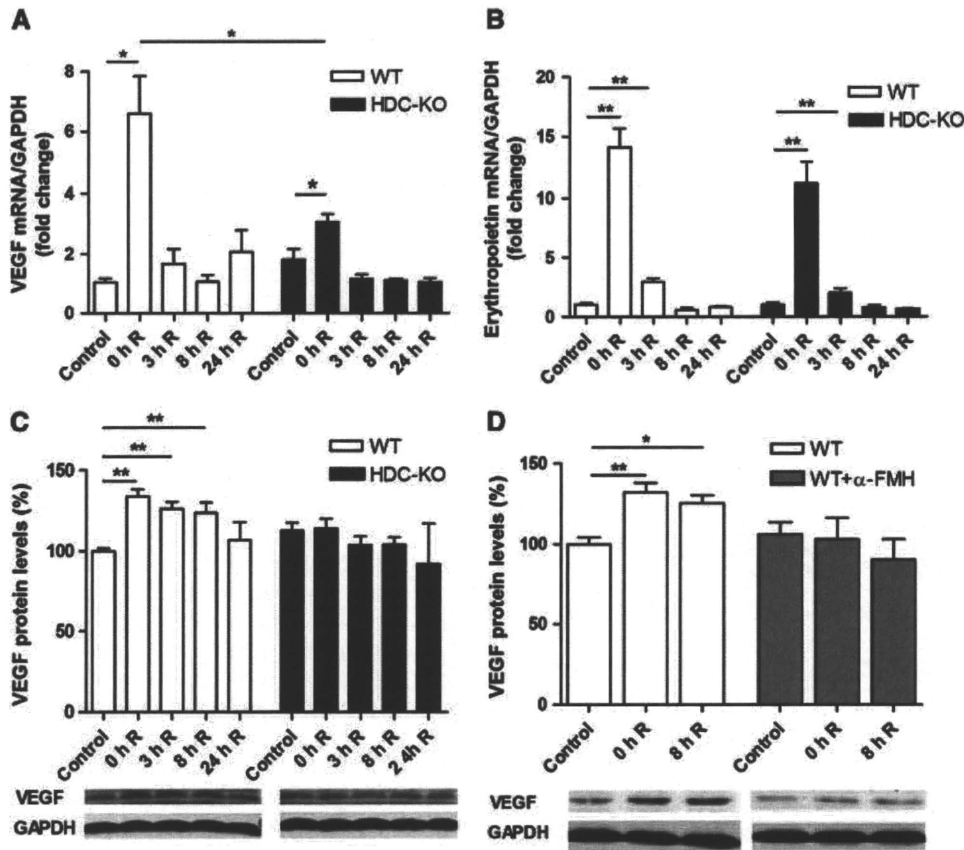 A
*
*
WT
HDC-KO
*
VEGF mRNA/GAPDH
(fold change)
8
6
4
2
0
Control
0 h R
3 h R
8 h R
24 h R
Control
0 h R
3 h R
8 h R
24 h R
B
**
**
WT
HDC-KO
**
**
Erythropoietin mRNA/GAPDH
(fold change)
20
15
10
5
0
Control
0 h R
3 h R
8 h R
24 h R
Control
0 h R
3 h R
8 h R
24 h R
C
**
**
**
WT
HDC-KO
VEGF protein levels (%)
150
100
50
0
Control
0 h R
3 h R
8 h R
24 h R
Control
0 h R
3 h R
8 h R
2 4h R
VEGF
GAPDH
D
*
**
WT
WT+α-FMH
VEGF protein levels (%)
150
100
50
0
Control
0 h R
8 h R
Control
0 h R
8 h R
VEGF
GAPDH